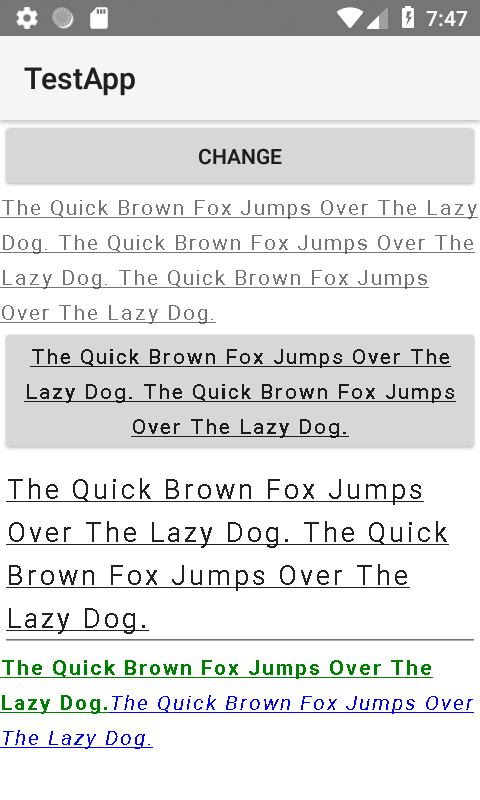 7:47
TestApp
CHANGE
The Quick Brown Fox Jumps Over The Lazy
Dog. The Quick Brown Fox Jumps Over The
Lazy Dog. The Quick Brown Fox Jumps
Over The Lazy Dog.
The Quick Brown Fox Jumps Over The
Lazy Dog. The Quick Brown Fox Jumps
Over The Lazy Dog.
The Quick Brown Fox Jumps
Over The Lazy Dog. The Quick
Brown Fox Jumps Over The
Lazy Dog.
The Quick Brown Fox Jumps Over The
Lazy Dog.The Quick Brown Fox Jumps Over
The Lazy Dog.